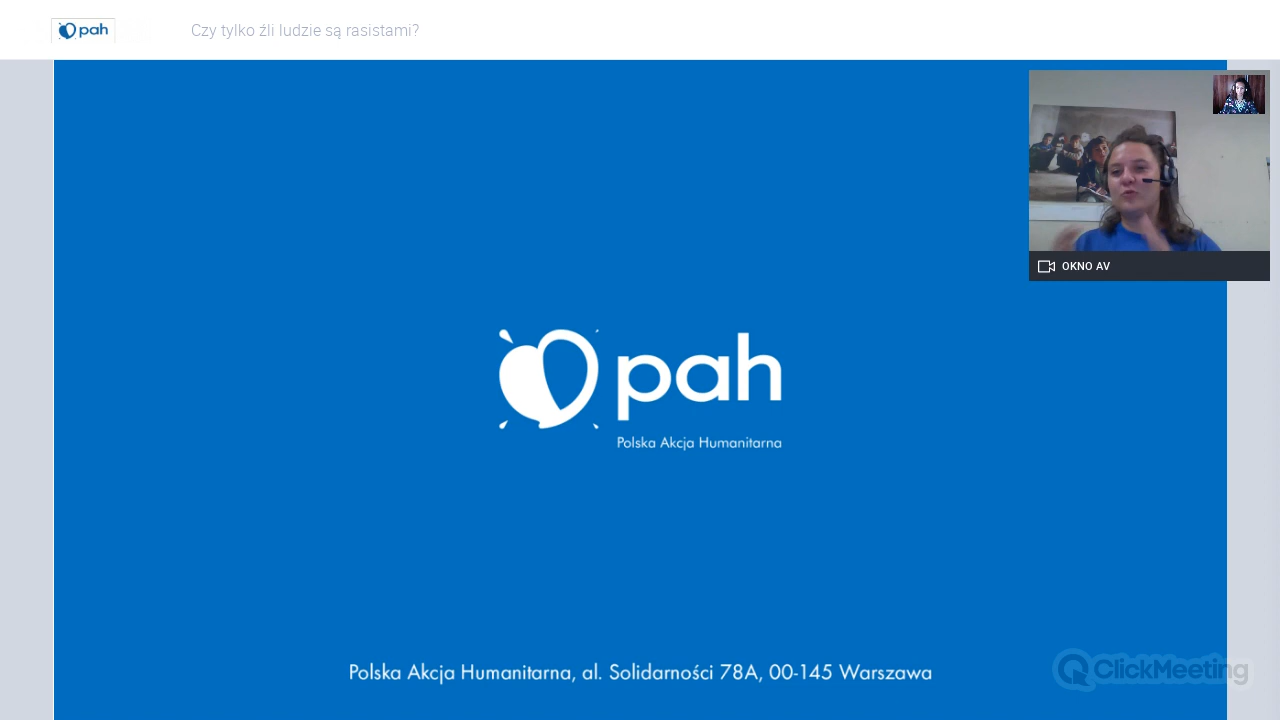 pah
Czy tylko źli ludzie są rasistami?
OKNO AV
pah
Polska Akcja Humanitarna
Polska Akcja Humanitarna, al. Solidarności 78A, 00-145 Warszawa
ClickMeeting